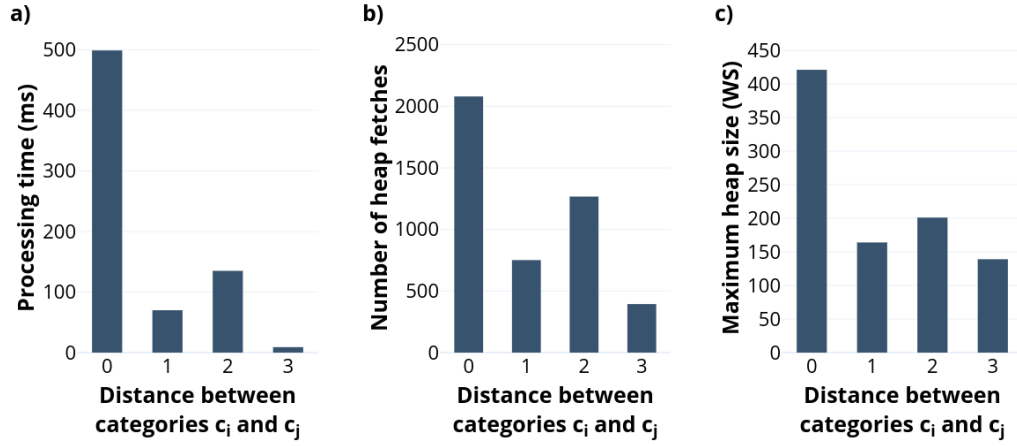 a)
Processing time (ms)
500
400
300
200
100
0
0 1 2 3
Distance between
categories cᵢ and cⱼ
b)
Number of heap fetches
2500
2000
1500
1000
500
0
0 1 2 3
Distance between
categories cᵢ and cⱼ
c)
Maximum heap size (WS)
450
400
350
300
250
200
150
100
50
0
0 1 2 3
Distance between
categories cᵢ and cⱼ